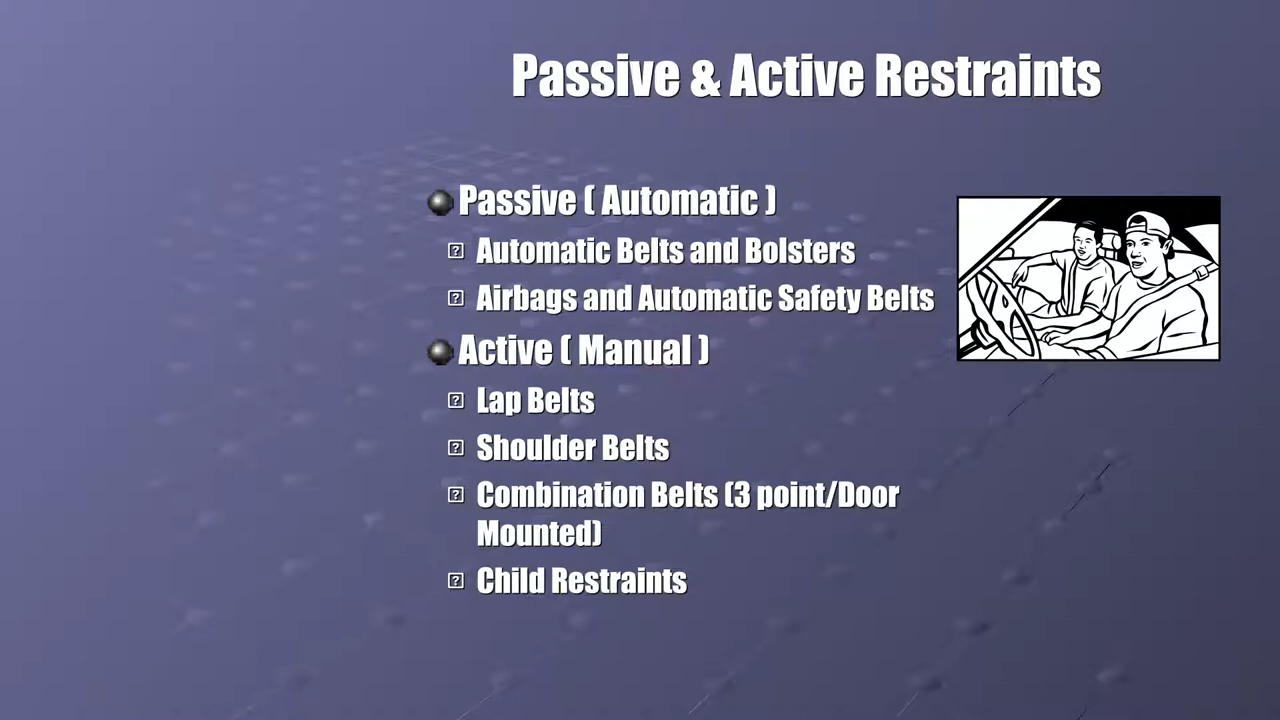 Passive & Active Restraints
Passive ( Automatic )
Automatic Belts and Bolsters
Airbags and Automatic Safety Belts
Active ( Manual )
Lap Belts
Shoulder Belts
Combination Belts (3 point/Door
Mounted)
Child Restraints